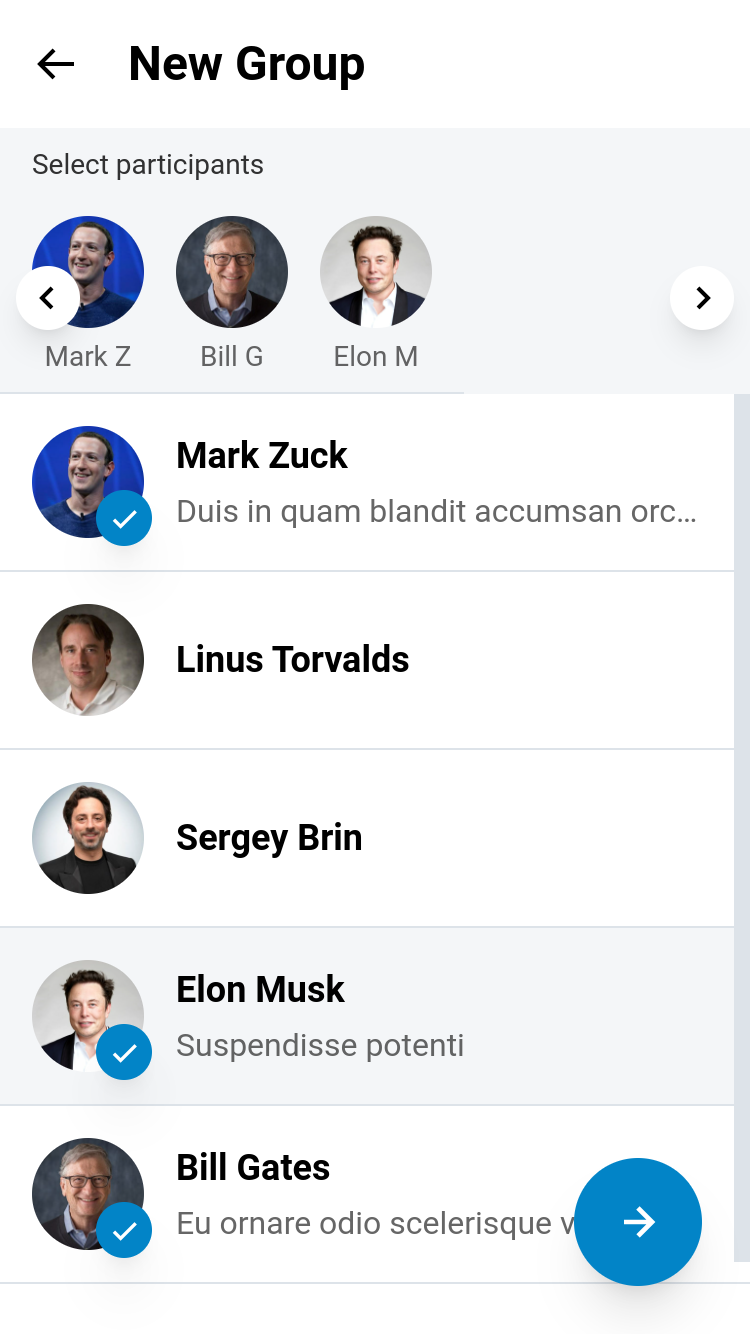 New Group
Select participants
Mark Z
Bill G
Elon M
Mark Zuck
Duis in quam blandit accumsan orc...
Linus Torvalds
Sergey Brin
Elon Musk
Suspendisse potenti
Bill Gates
Eu ornare odio scelerisque v